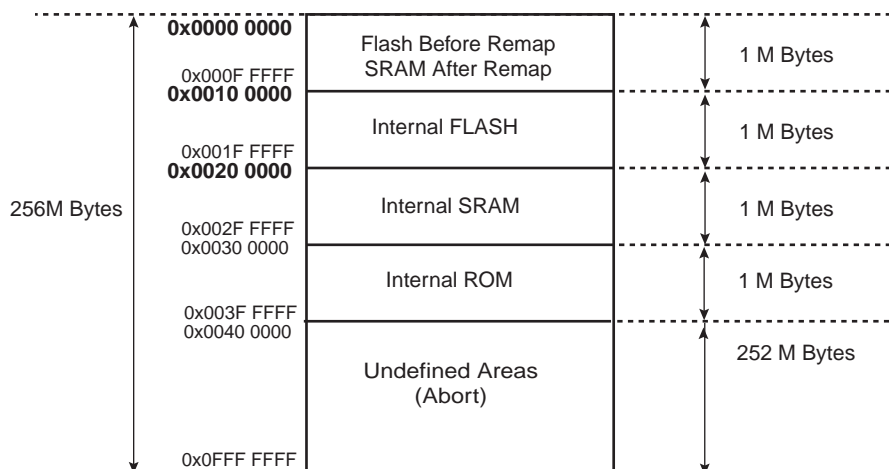 0x0000 0000
Flash Before Remap
SRAM After Remap
1 M Bytes
0x000F FFFF
0x0010 0000
Internal FLASH
1 M Bytes
0x001F FFFF
0x0020 0000
256M Bytes
Internal SRAM
1 M Bytes
0x002F FFFF
0x0030 0000
Internal ROM
1 M Bytes
0x003F FFFF
0x0040 0000
252 M Bytes
Undefined Areas
(Abort)
0x0FFF FFFF